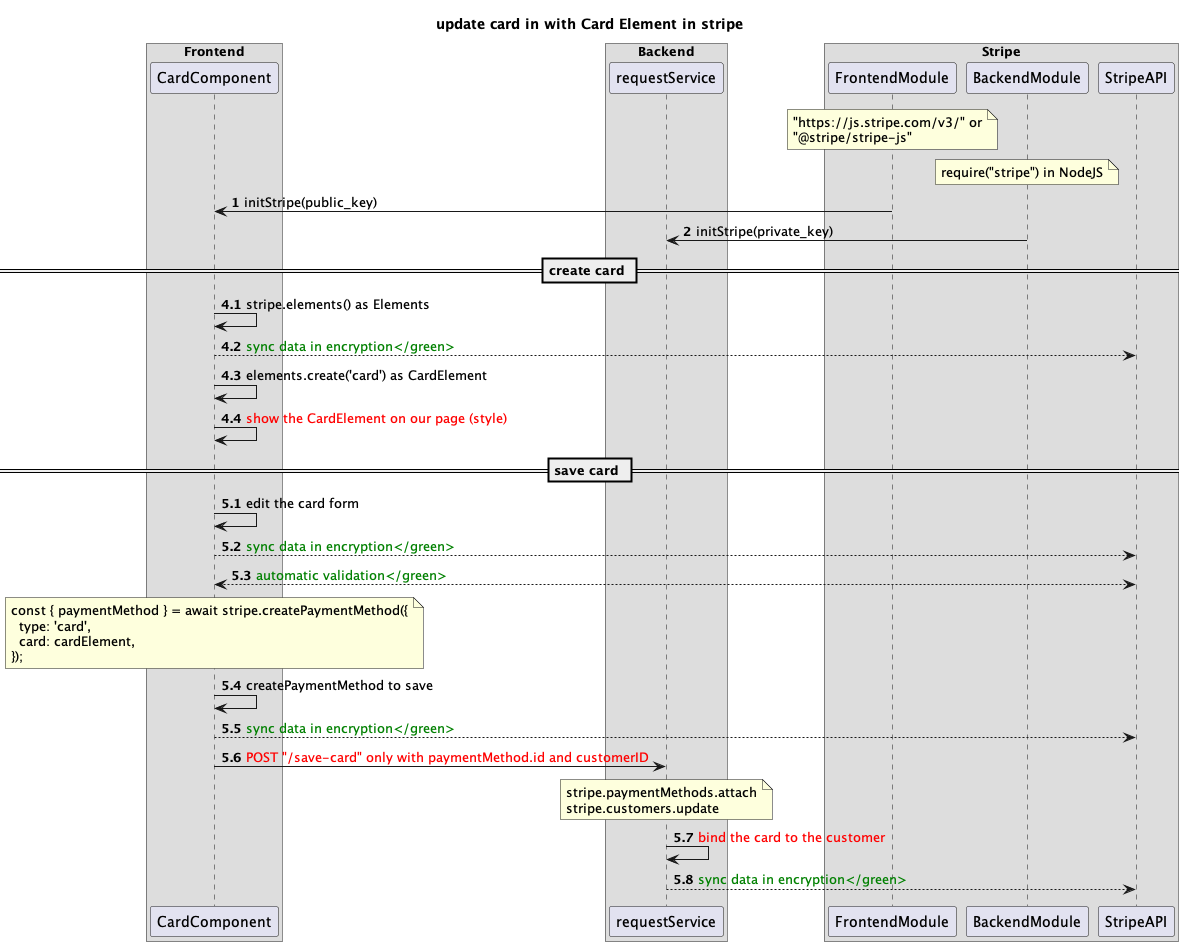 update card in with Card Element in stripe
Frontend
Backend
Stripe
CardComponent
requestService
FrontendModule
BackendModule
StripeAPI
"https://js.stripe.com/v3/" or
"@stripe/stripe-js"
require("stripe") in NodeJS
1 initStripe(public_key)
2 initStripe(private_key)
create card
4.1 stripe.elements() as Elements
4.2 sync data in encryption</green>
4.3 elements.create('card') as CardElement
4.4 show the CardElement on our page (style)
save card
5.1 edit the card form
5.2 sync data in encryption</green>
5.3 automatic validation</green>
const { paymentMethod } = await stripe.createPaymentMethod({
  type: 'card',
  card: cardElement,
});
5.4 createPaymentMethod to save
5.5 sync data in encryption</green>
5.6 POST "/save-card" only with paymentMethod.id and customerID
stripe.paymentMethods.attach
stripe.customers.update
5.7 bind the card to the customer
5.8 sync data in encryption</green>
CardComponent
requestService
FrontendModule
BackendModule
StripeAPI